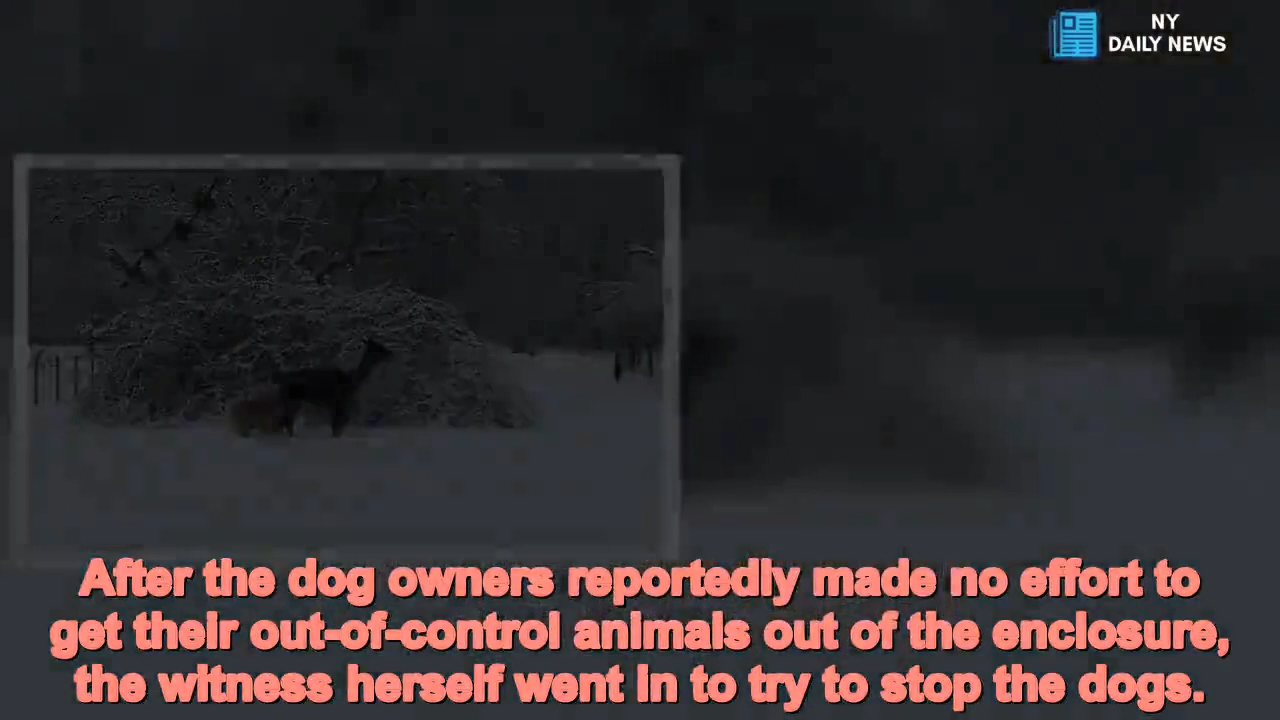 NY
DAILY NEWS
After the dog owners reportedly made no effort to
get their out-of-control animals out of the enclosure,
the witness herself went in to try to stop the dogs.